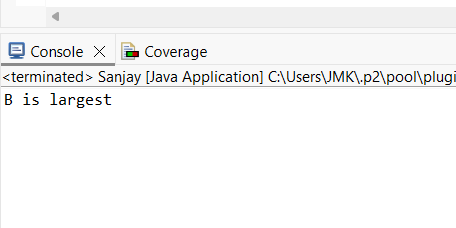 Console Coverage
<terminated> Sanjay [Java Application] C:\Users\JMK\.p2\pool\plugi
B is largest